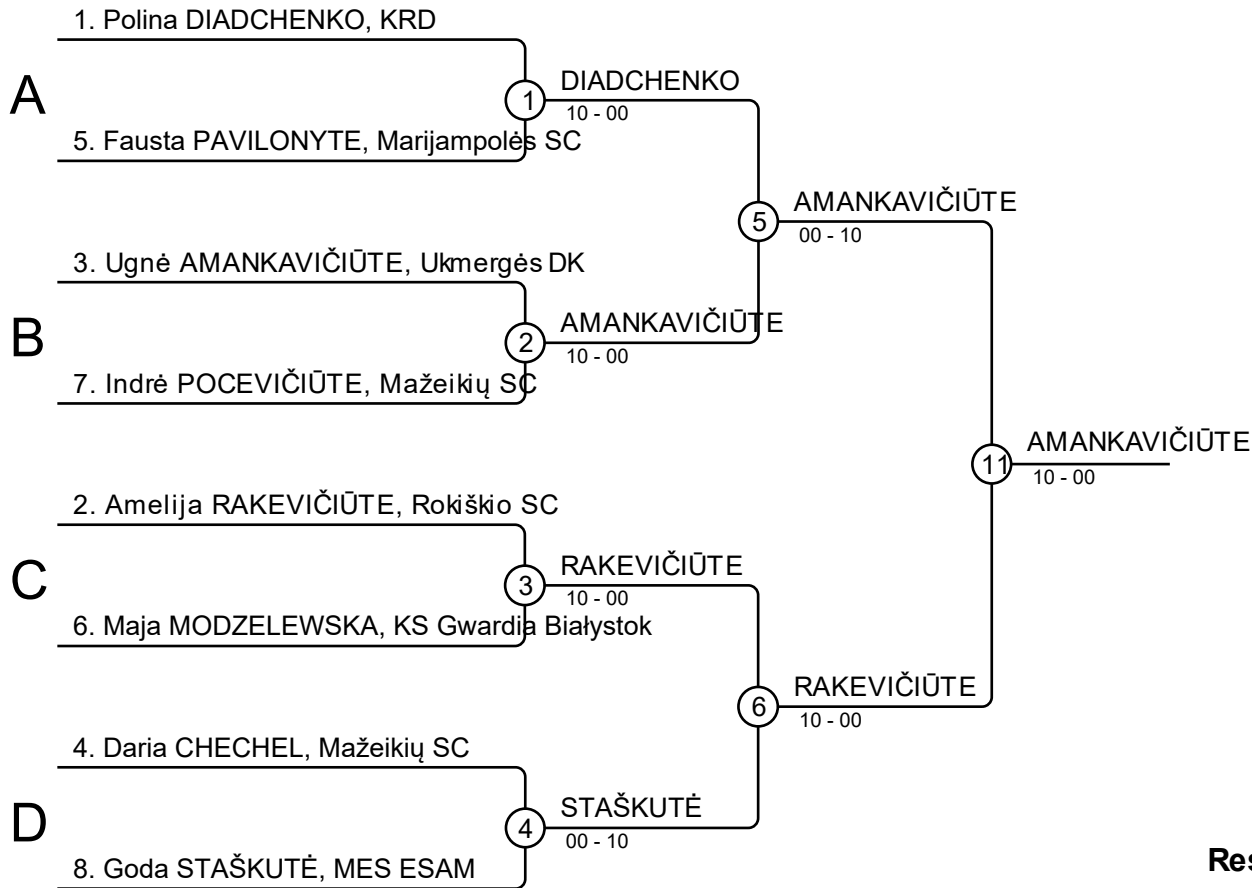 1. Polina DIADCHENKO, KRD
A
1
DIADCHENKO
10 - 00
5. Fausta PAVILONYTE, Marijampolės SC
5
AMANKAVIČIŪTE
00 - 10
3. Ugnė AMANKAVIČIŪTE, Ukmergės DK
B
2
AMANKAVIČIŪTE
10 - 00
7. Indrė POCEVIČIŪTE, Mažeikių SC
11
AMANKAVIČIŪTE
10 - 00
2. Amelija RAKEVIČIŪTE, Rokiškio SC
C
3
RAKEVIČIŪTE
10 - 00
6. Maja MODZELEWSKA, KS Gwardia Białystok
6
RAKEVIČIŪTE
10 - 00
4. Daria CHECHEL, Mažeikių SC
D
4
STAŠKUTĖ
00 - 10
8. Goda STAŠKUTĖ, MES ESAM